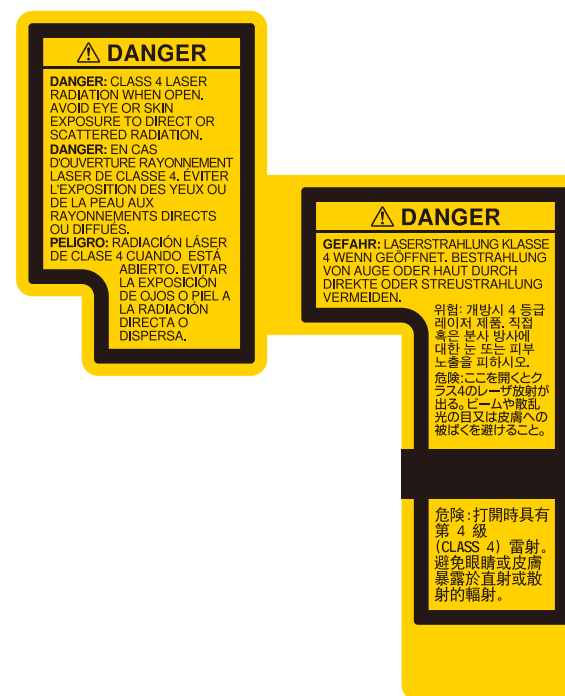 ⚠ DANGER
DANGER: CLASS 4 LASER
RADIATION WHEN OPEN.
AVOID EYE OR SKIN
EXPOSURE TO DIRECT OR
SCATTERED RADIATION.
DANGER: EN CAS
D'OUVERTURE RAYONNEMENT
LASER DE CLASSE 4. ÉVITER
L'EXPOSITION DES YEUX OU
DE LA PEAU AUX
RAYONNEMENTS DIRECTS
OU DIFFUÉS.
PELIGRO: RADIACIÓN LÁSER
DE CLASE 4 CUANDO ESTÁ
ABIERTO. EVITAR
LA EXPOSICIÓN
DE OJOS O PIEL A
LA RADIACIÓN
DIRECTA O
DISPERSA.
⚠ DANGER
GEFAHR: LASERSTRAHLUNG KLASSE
4 WENN GEÖFFNET. BESTRAHLUNG
VON AUGE ODER HAUT DURCH
DIREKTE ODER STREUSTRAHLUNG
VERMEIDEN.
위험: 개방시 4 등급
레이저 제품. 직접
혹은 분사 방사에
대한 눈 또는 피부
노출을 피하시오.
危険:ここを開くとク
ラス4のレーザ放射が
出る。ビームや散乱
光の目又は皮膚への
被ばくを避けること。
危険:打開時具有
第 4 級
(CLASS 4) 雷射。
避免眼睛或皮膚
暴露於直射或散
射的輻射。